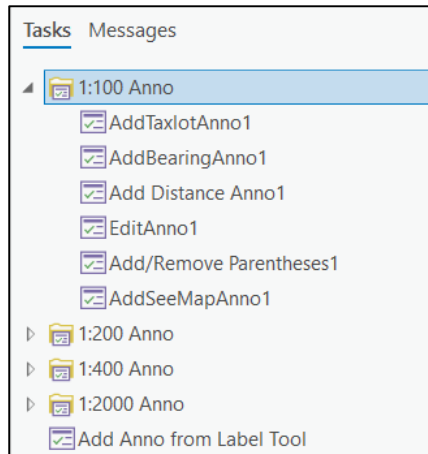 Tasks Messages
1:100 Anno
AddTaxlotAnno1
AddBearingAnno1
Add Distance Anno1
EditAnno1
Add/Remove Parentheses1
AddSeeMapAnno1
1:200 Anno
1:400 Anno
1:2000 Anno
Add Anno from Label Tool